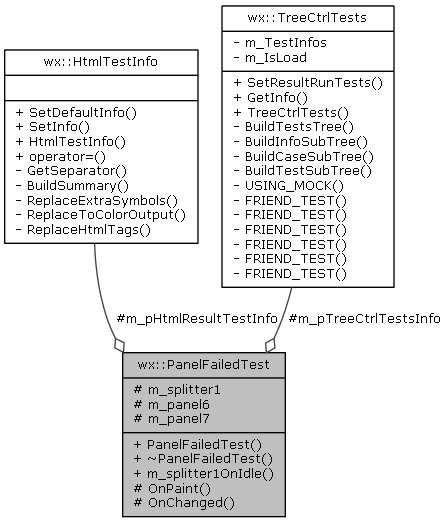 wx::HtmlTestInfo
+ SetDefaultInfo()
+ SetInfo()
+ HtmlTestInfo()
+ operator=()
- GetSeparator()
- BuildSummary()
- ReplaceExtraSymbols()
- ReplaceToColorOutput()
- ReplaceHtmlTags()
wx::TreeCtrlTests
- m_TestInfos
- m_IsLoad
+ SetResultRunTests()
+ GetInfo()
+ TreeCtrlTests()
- BuildTestsTree()
- BuildInfoSubTree()
- BuildCaseSubTree()
- BuildTestSubTree()
- USING_MOCK()
- FRIEND_TEST()
- FRIEND_TEST()
- FRIEND_TEST()
- FRIEND_TEST()
- FRIEND_TEST()
- FRIEND_TEST()
#m_pHtmlResultTestInfo
#m_pTreeCtrlTestsInfo
wx::PanelFailedTest
# m_splitter1
# m_panel6
# m_panel7
+ PanelFailedTest()
+ ~PanelFailedTest()
+ m_splitter1OnIdle()
# OnPaint()
# OnChanged()